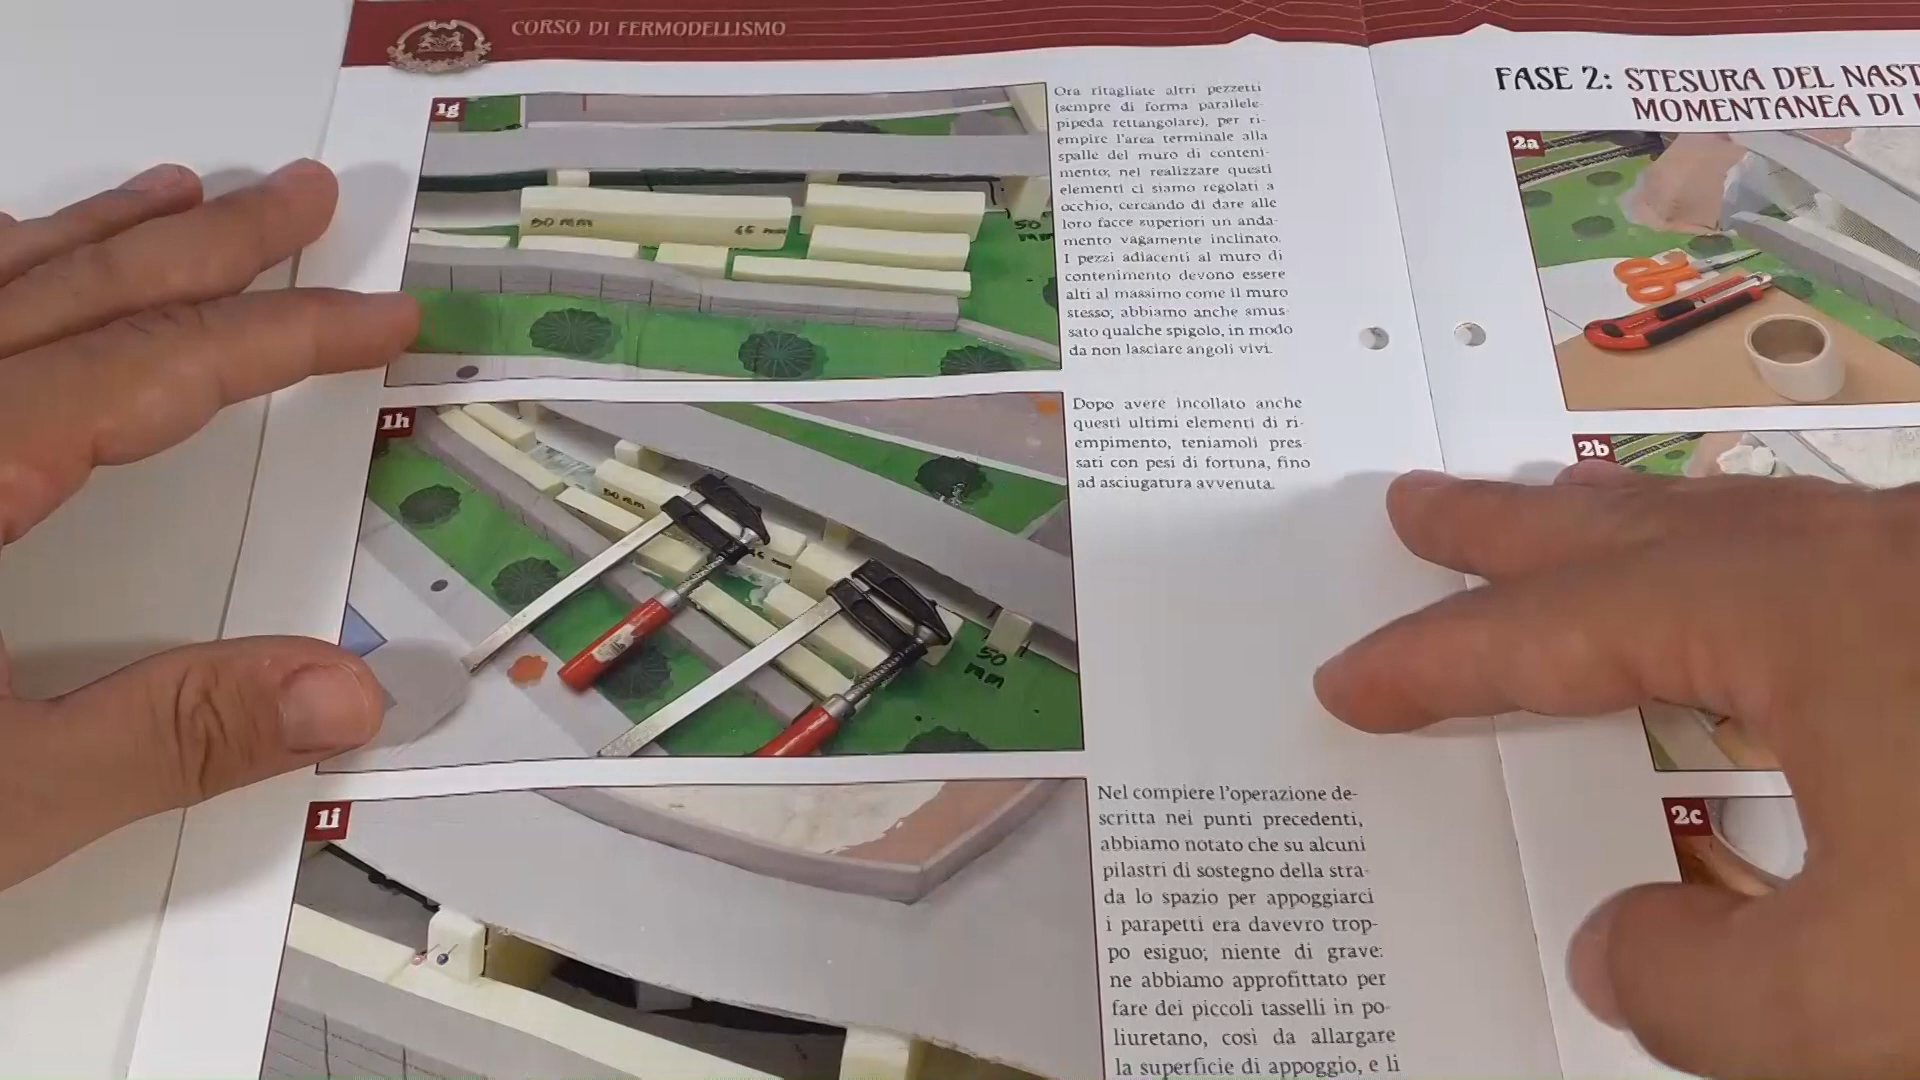 CORSO DI FERMODELLISMO
1g
50 mm
46 mm
50
mm
Ora ritagliate altri pezzetti
(sempre di forma parallele-
pipeda rettangolare), per ri-
empire l'area terminale alla
spalle del muro di conteni-
mento; nel realizzare questi
elementi ci siamo regolati a
occhio, cercando di dare alle
loro facce superiori un anda-
mento vagamente inclinato.
I pezzi adiacenti al muro di
contenimento devono essere
alti al massimo come il muro
stesso; abbiamo anche smus-
sato qualche spigolo, in modo
da non lasciare angoli vivi.
1h
50 mm
46 mm
50
mm
Dopo avere incollato anche
questi ultimi elementi di ri-
empimento, teniamoli pres-
sati con pesi di fortuna, fino
ad asciugatura avvenuta.
1i
Nel compiere l'operazione de-
scritta nei punti precedenti,
abbiamo notato che su alcuni
pilastri di sostegno della stra-
da lo spazio per appoggiarci
i parapetti era davevro trop-
po esiguo; niente di grave:
ne abbiamo approfittato per
fare dei piccoli tasselli in po-
liuretano, così da allargare
la superficie di appoggio, e li
FASE 2: STESURA DEL NAST
MOMENTANEA DI
2a
2b
2c